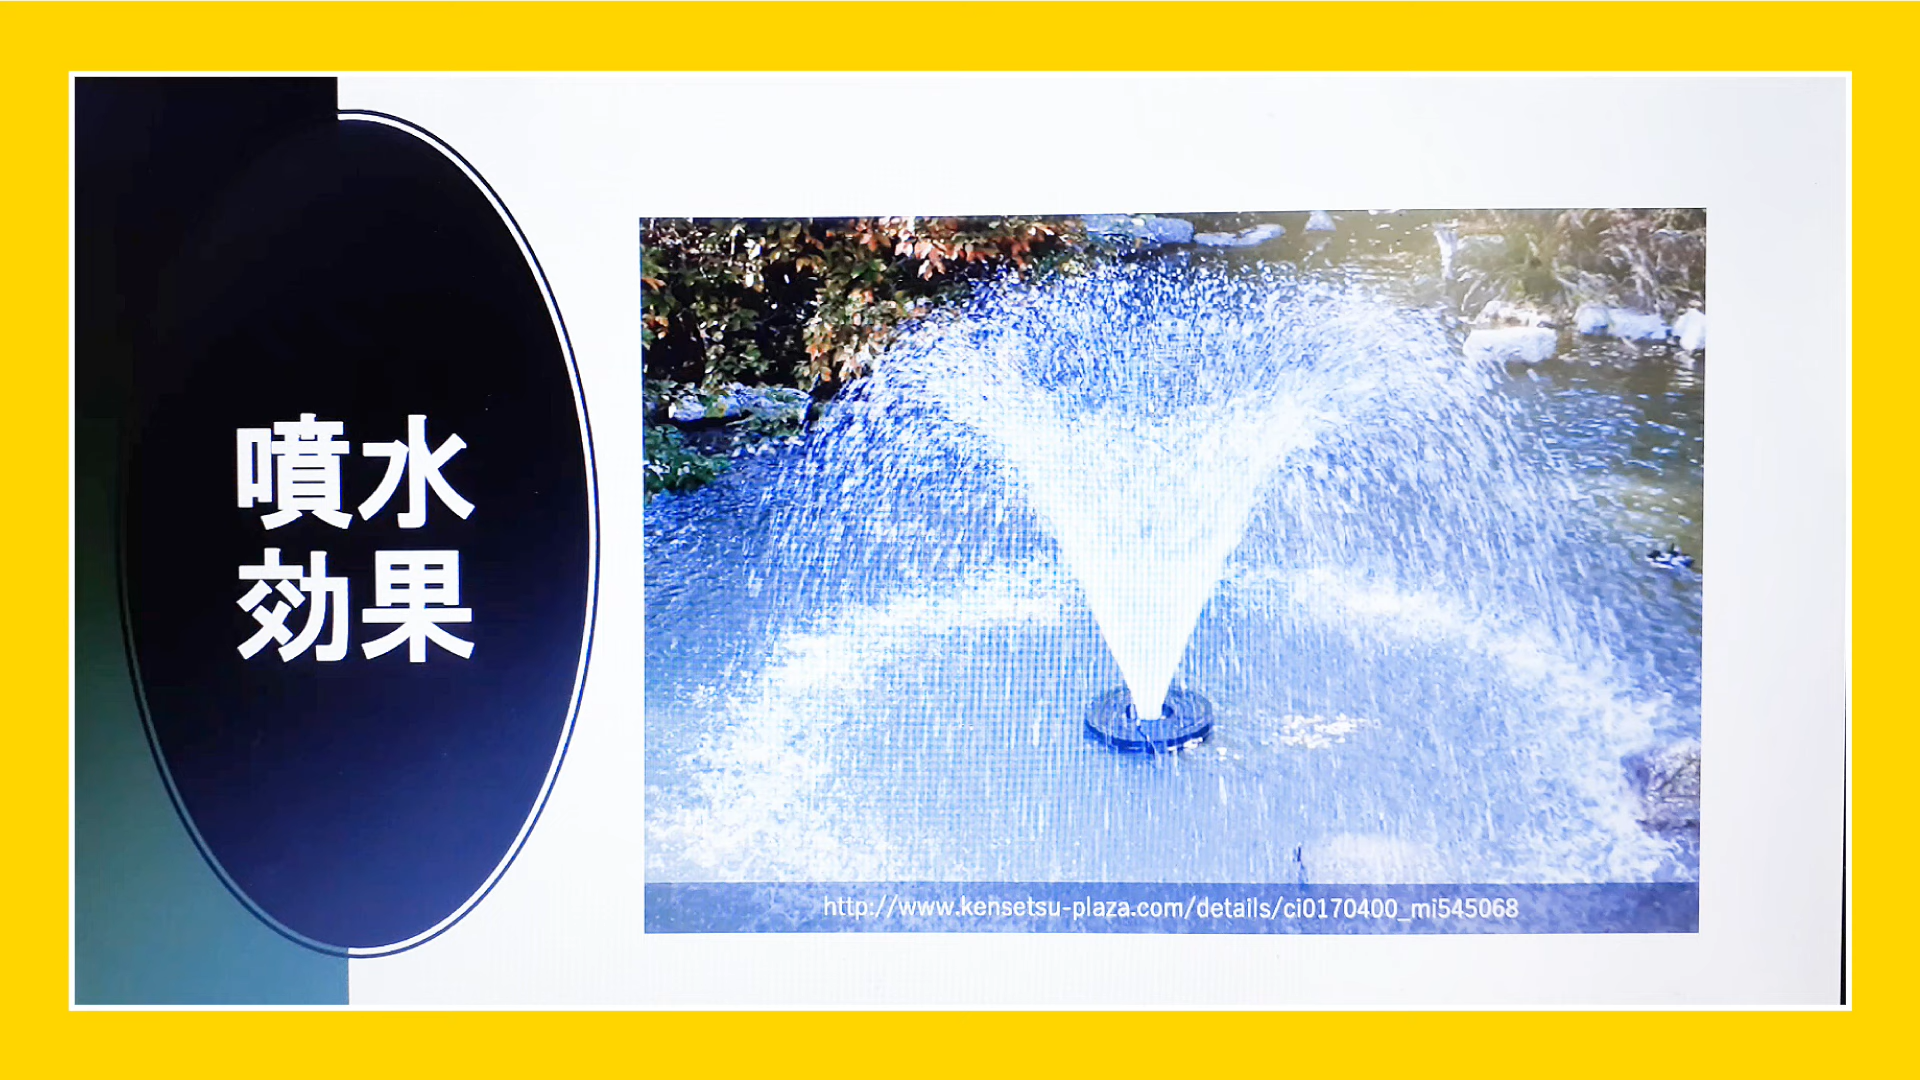 噴水
効果
http://www.kensetsu-plaza.com/details/ci0170400_mi545068